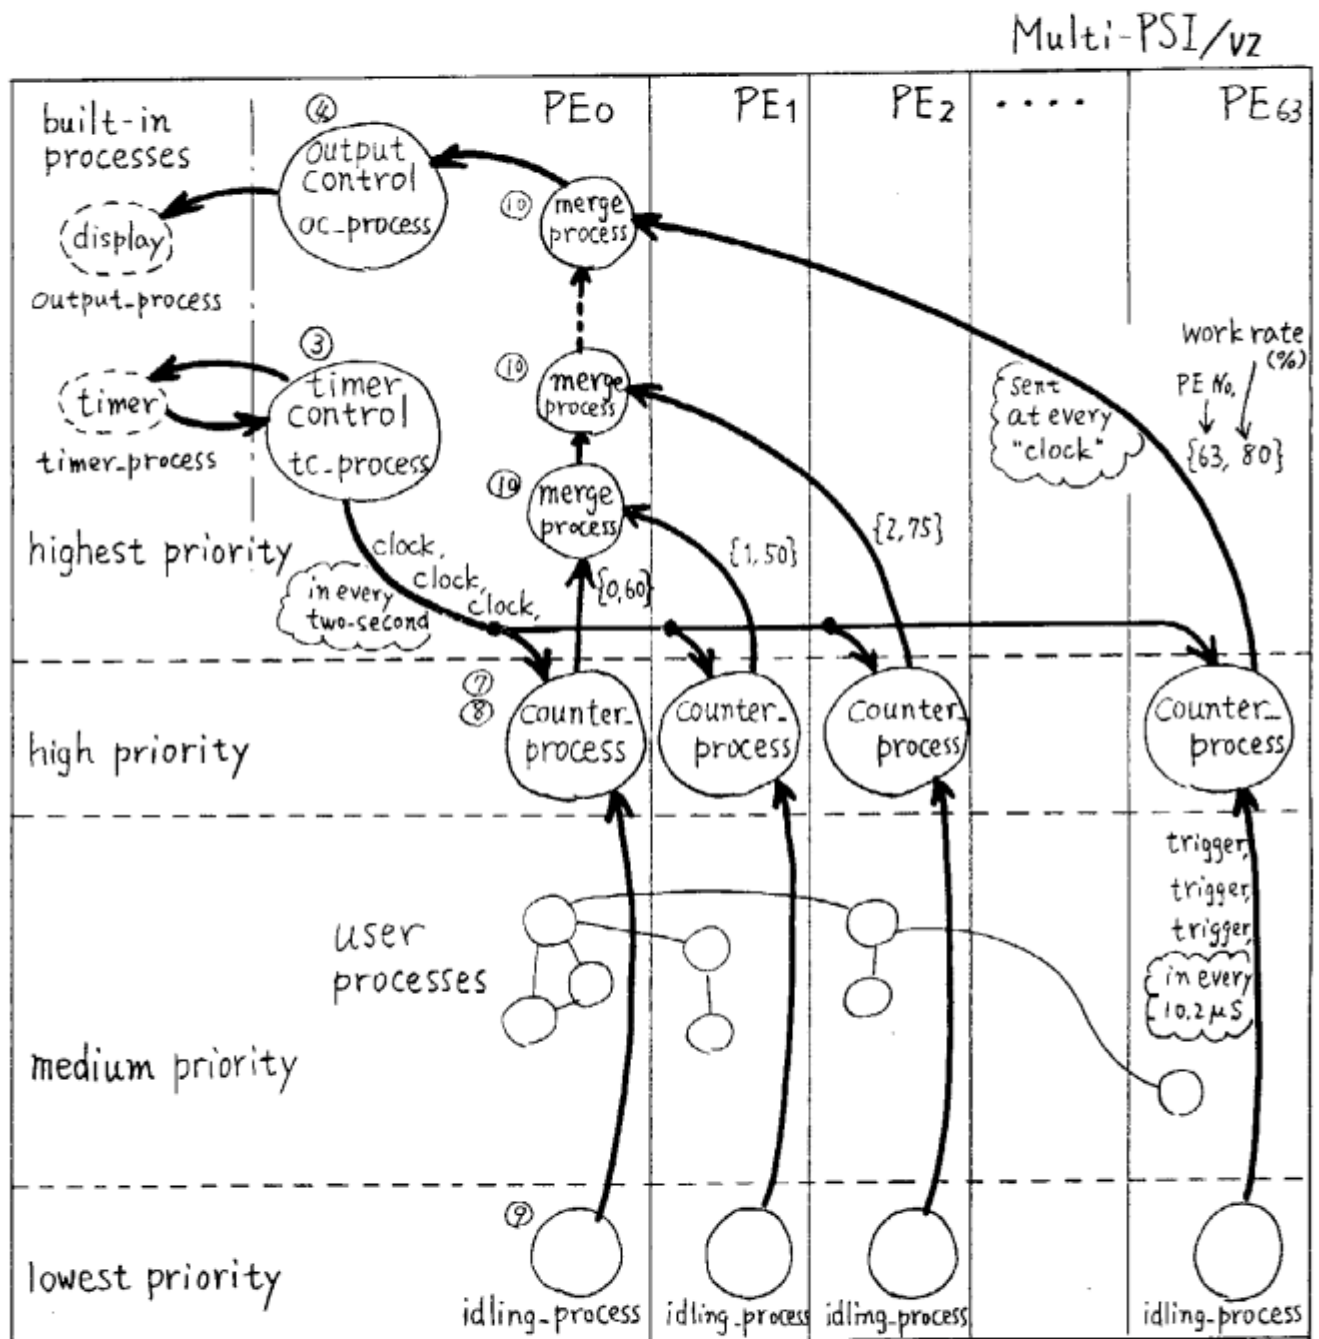 Multi-PSI/V2
built-in
processes
④
PE0
PE1
PE2
....
PE63
output
control
oc_process
⑩
merge
process
display
output_process
③
timer
control
tc_process
timer
timer_process
⑩
merge
process
⑩
merge
process
work rate
(%)
PE No,
{63, 80}
sent
at every
"clock"
highest priority
clock,
clock,
clock,
in every
two-second
{0,60}
{1,50}
{2,75}
⑦
⑧
high priority
counter_
process
counter_
process
counter_
process
counter_
process
trigger,
trigger,
trigger,
in every
10.2μS
user
processes
medium priority
⑨
lowest priority
idling_process
idling_process
idling_process
idling_process